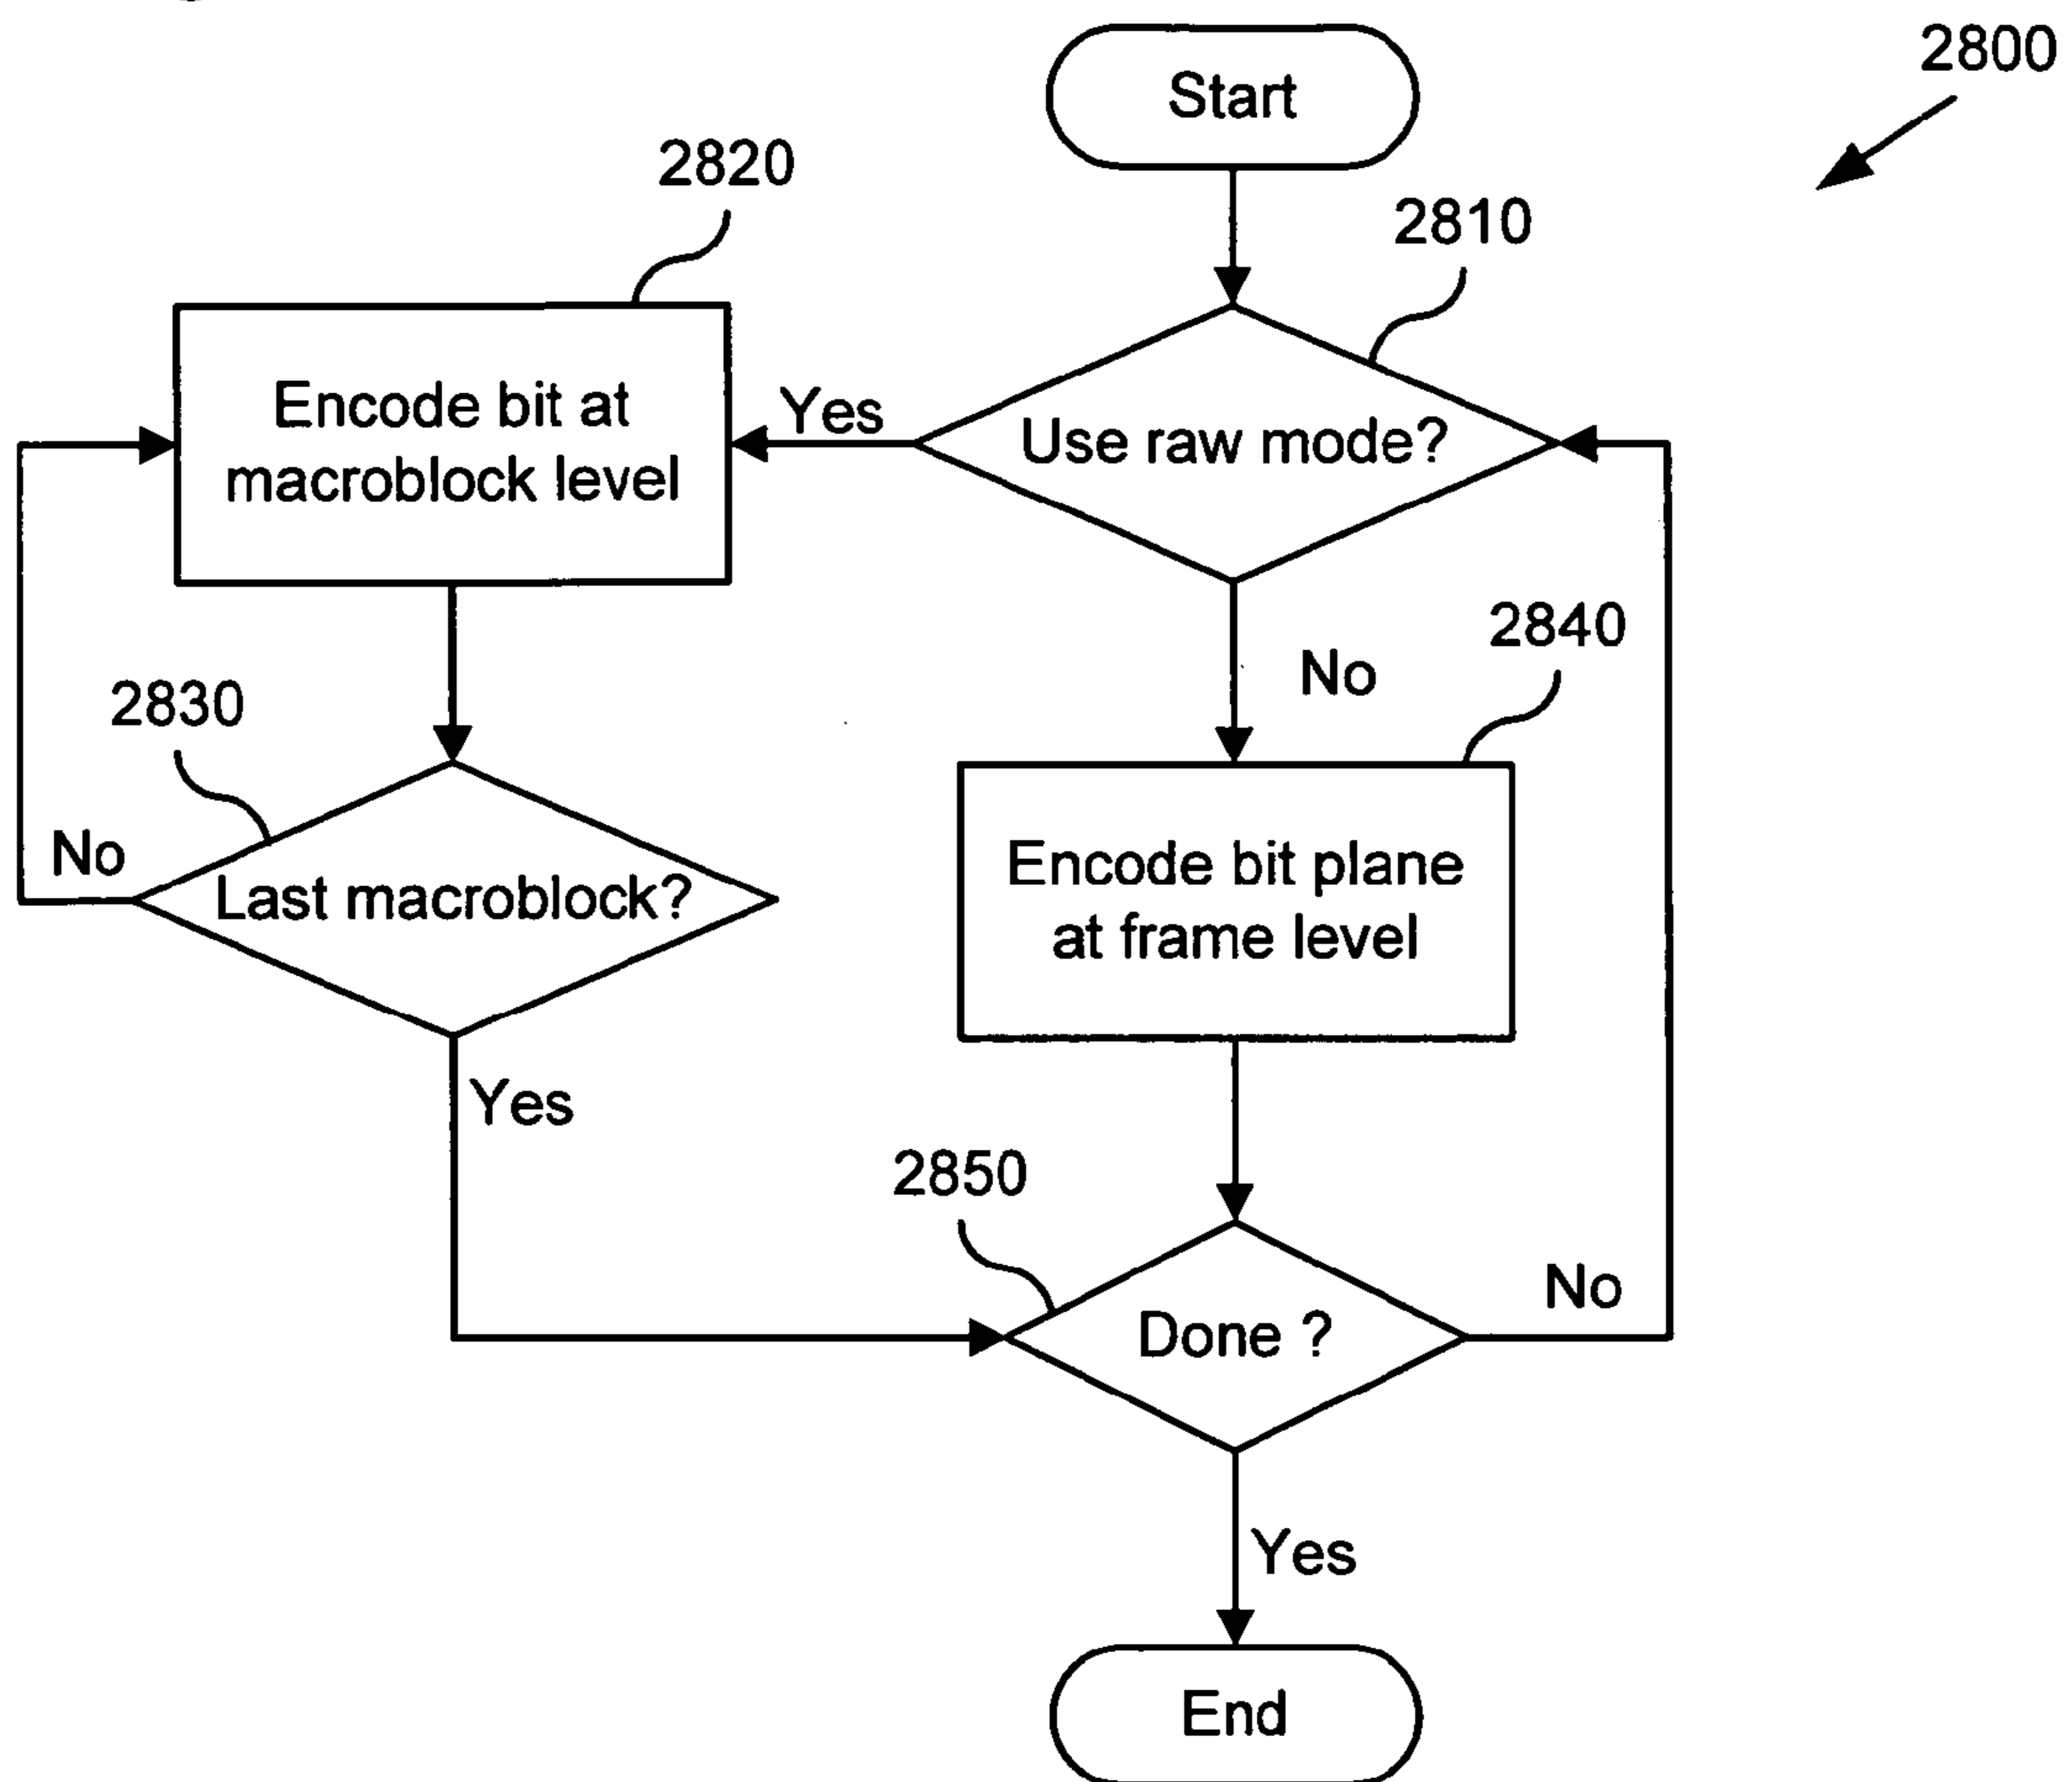 2800
Start
2820
2810
Encode bit at
macroblock level
Yes
Use raw mode?
No
2840
2830
No
Last macroblock?
Encode bit plane
at frame level
Yes
2850
Done ?
No
Yes
End